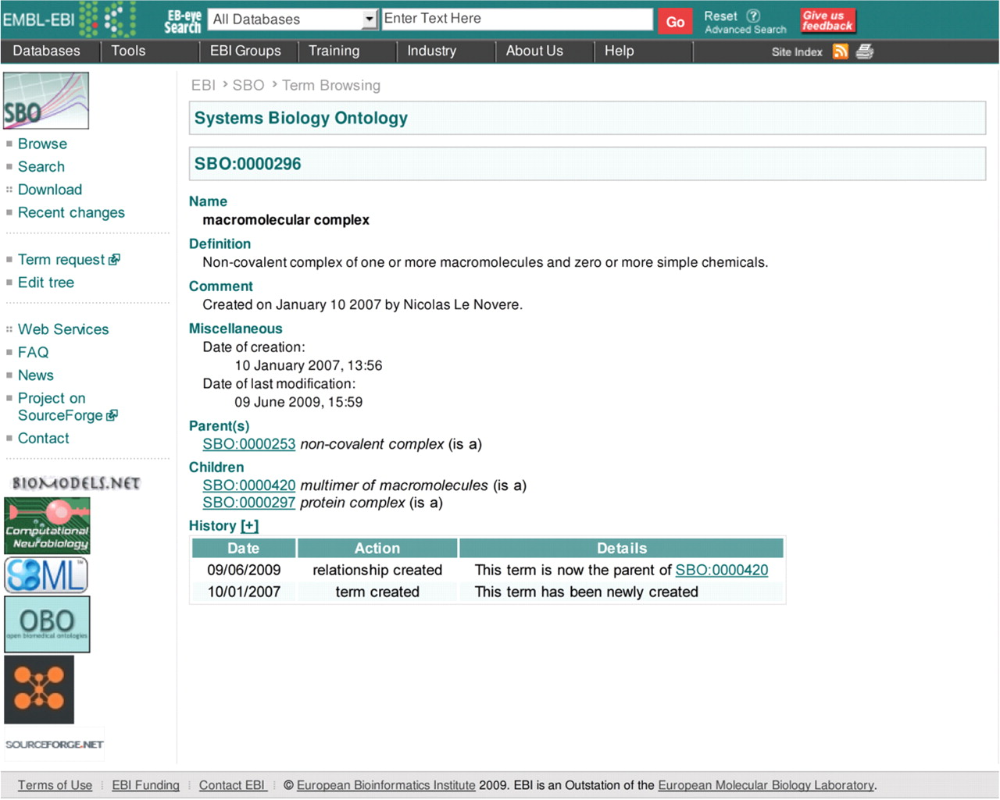 EMBL-EBI
EB-eye Search
All Databases
Enter Text Here
Go
Reset ?
Advanced Search
Give us feedback
Databases Tools EBI Groups Training Industry About Us Help Site Index
SBO
Browse
Search
Download
Recent changes
Term request
Edit tree
Web Services
FAQ
News
Project on
SourceForge
Contact
BIOMODELS.NET
Computational
Neurobiology
SBML™
OBO
open biomedical ontologies
SOURCEFORGE.NET
EBI > SBO > Term Browsing
Systems Biology Ontology
SBO:0000296
Name
macromolecular complex
Definition
Non-covalent complex of one or more macromolecules and zero or more simple chemicals.
Comment
Created on January 10 2007 by Nicolas Le Novere.
Miscellaneous
Date of creation:
10 January 2007, 13:56
Date of last modification:
09 June 2009, 15:59
Parent(s)
SBO:0000253 non-covalent complex (is a)
Children
SBO:0000420 multimer of macromolecules (is a)
SBO:0000297 protein complex (is a)
History [+]
Date Action Details
09/06/2009 relationship created This term is now the parent of SBO:0000420
10/01/2007 term created This term has been newly created
Terms of Use EBI Funding Contact EBI © European Bioinformatics Institute 2009. EBI is an Outstation of the European Molecular Biology Laboratory.